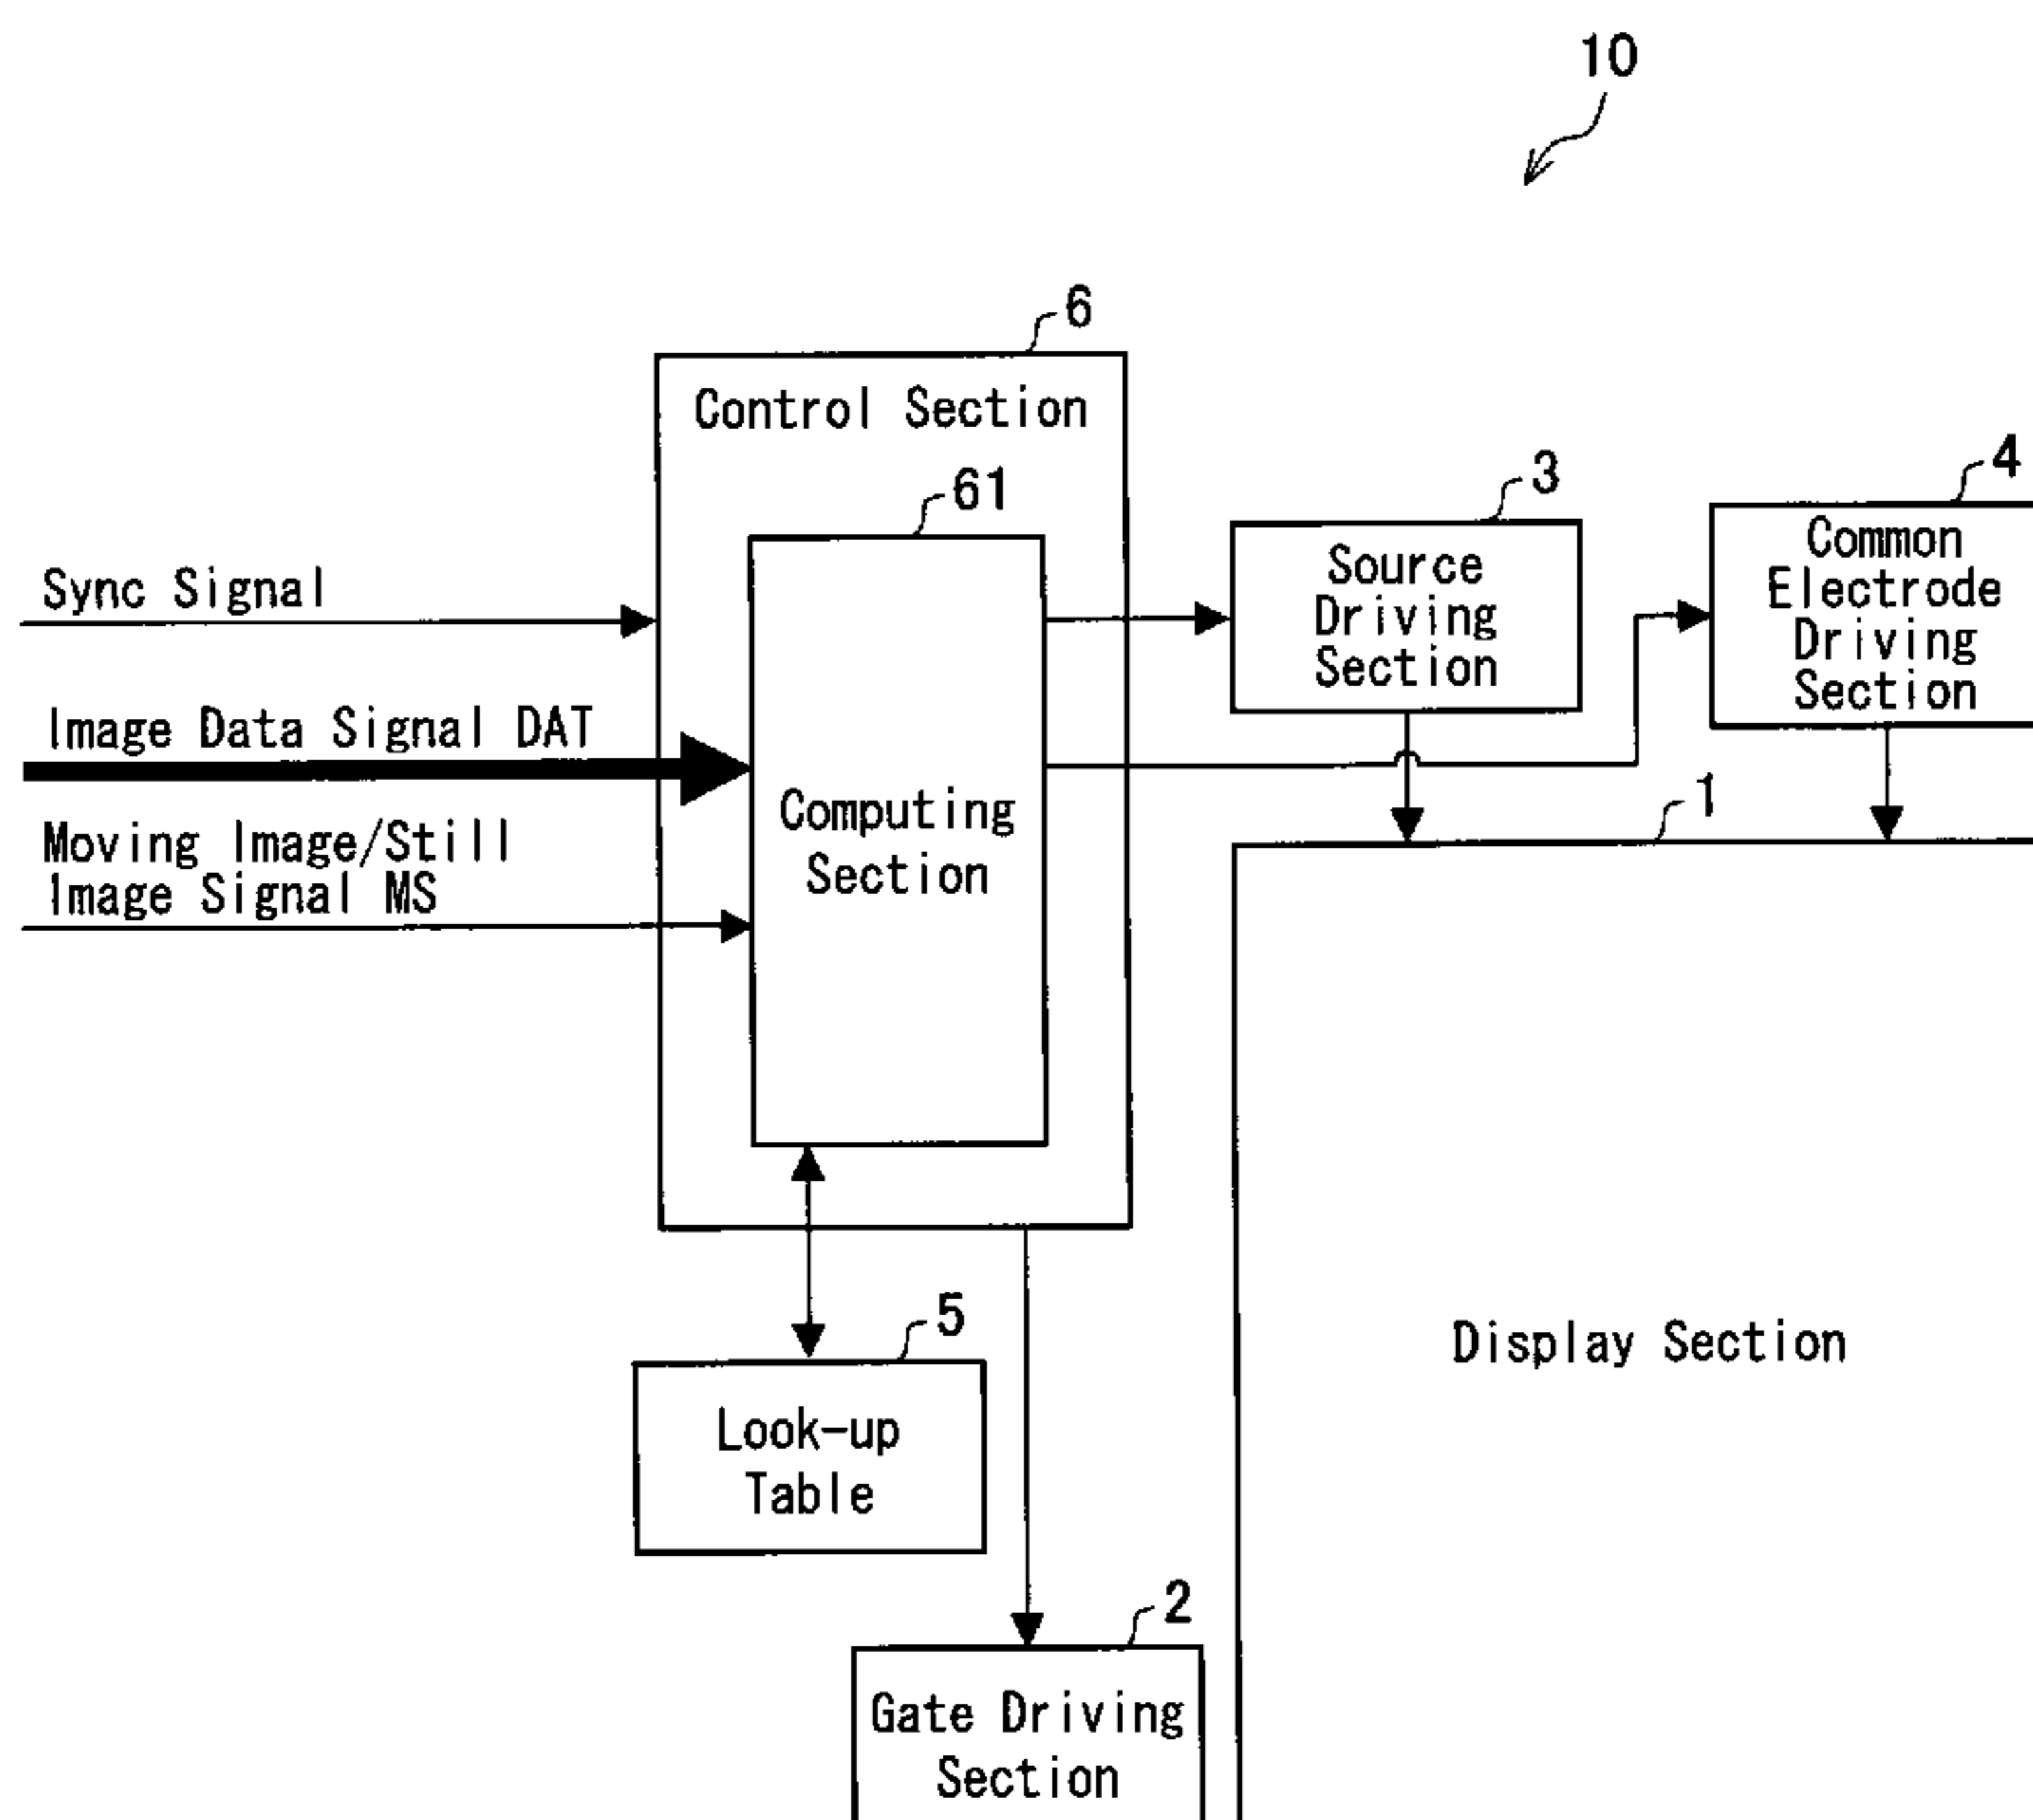 10
6
Control Section
61
3
4
Sync Signal
Source
Driving
Section
Common
Electrode
Driving
Section
Image Data Signal DAT
1
Moving Image/Still
Image Signal MS
Computing
Section
5
Display Section
Look-up
Table
2
Gate Driving
Section